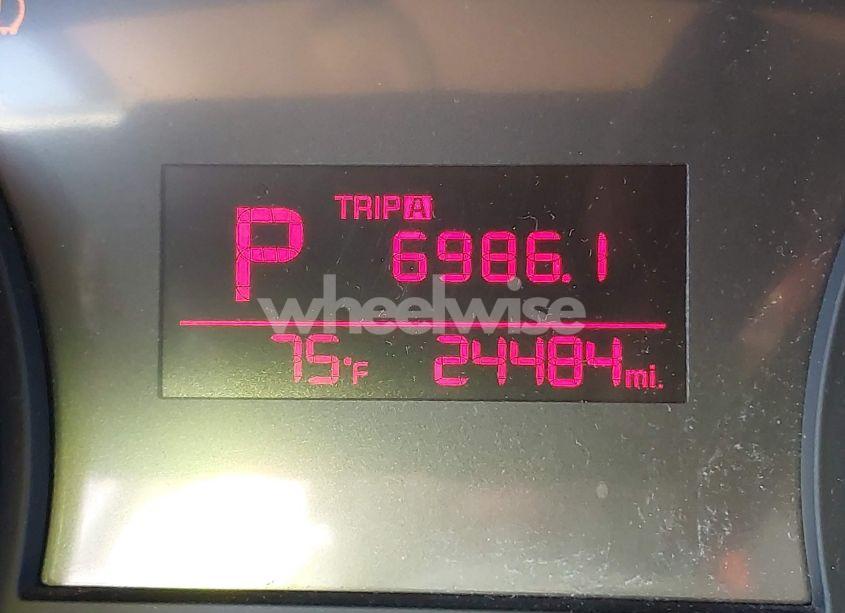 P TRIP A
6986.1
wheelwise
75°F 24484 mi.